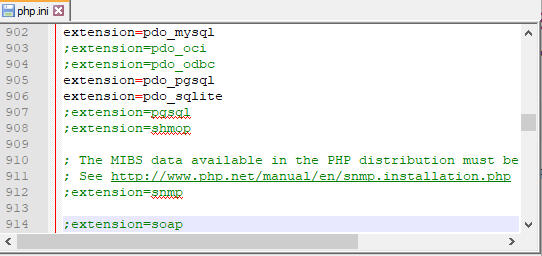 php.ini
902 extension=pdo_mysql
903 ;extension=pdo_oci
904 ;extension=pdo_odbc
905 extension=pdo_pgsql
906 extension=pdo_sqlite
907 ;extension=pgsql
908 ;extension=shmop
909
910 ; The MIBS data available in the PHP distribution must be
911 ; See http://www.php.net/manual/en/snmp.installation.php
912 ;extension=snmp
913
914 ;extension=soap